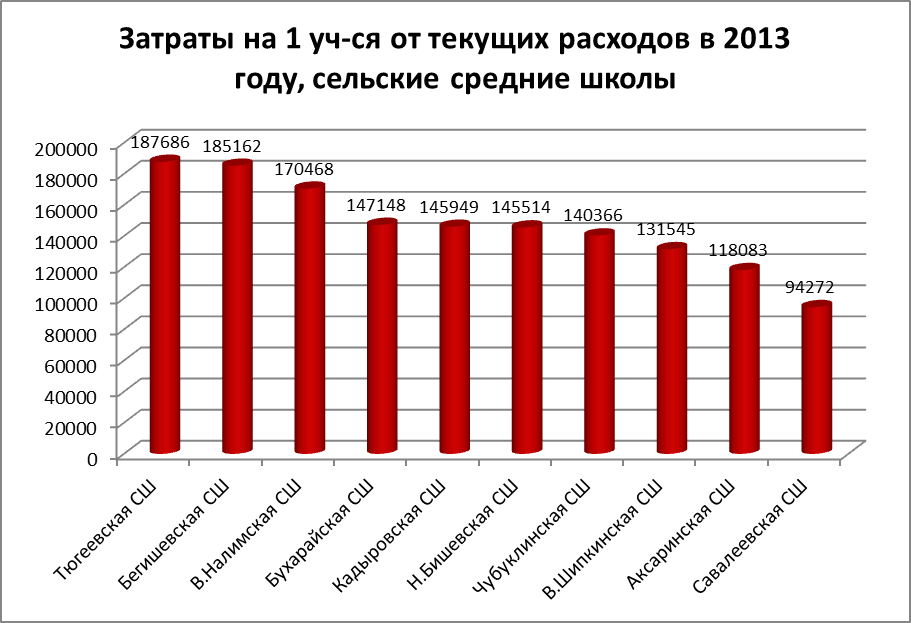 Затраты на 1 уч-ся от текущих расходов в 2013
году, сельские средние школы
200000
180000
160000
140000
120000
100000
80000
60000
40000
20000
0
187686
185162
170468
147148
145949
145514
140366
131545
118083
94272
Тюгеевская СШ
Бегишевская СШ
В.Налимская СШ
Бухарайская СШ
Кадыровская СШ
Н.Бишевская СШ
Чубуклинская СШ
В.Шипкинская СШ
Аксаринская СШ
Савалеевская СШ